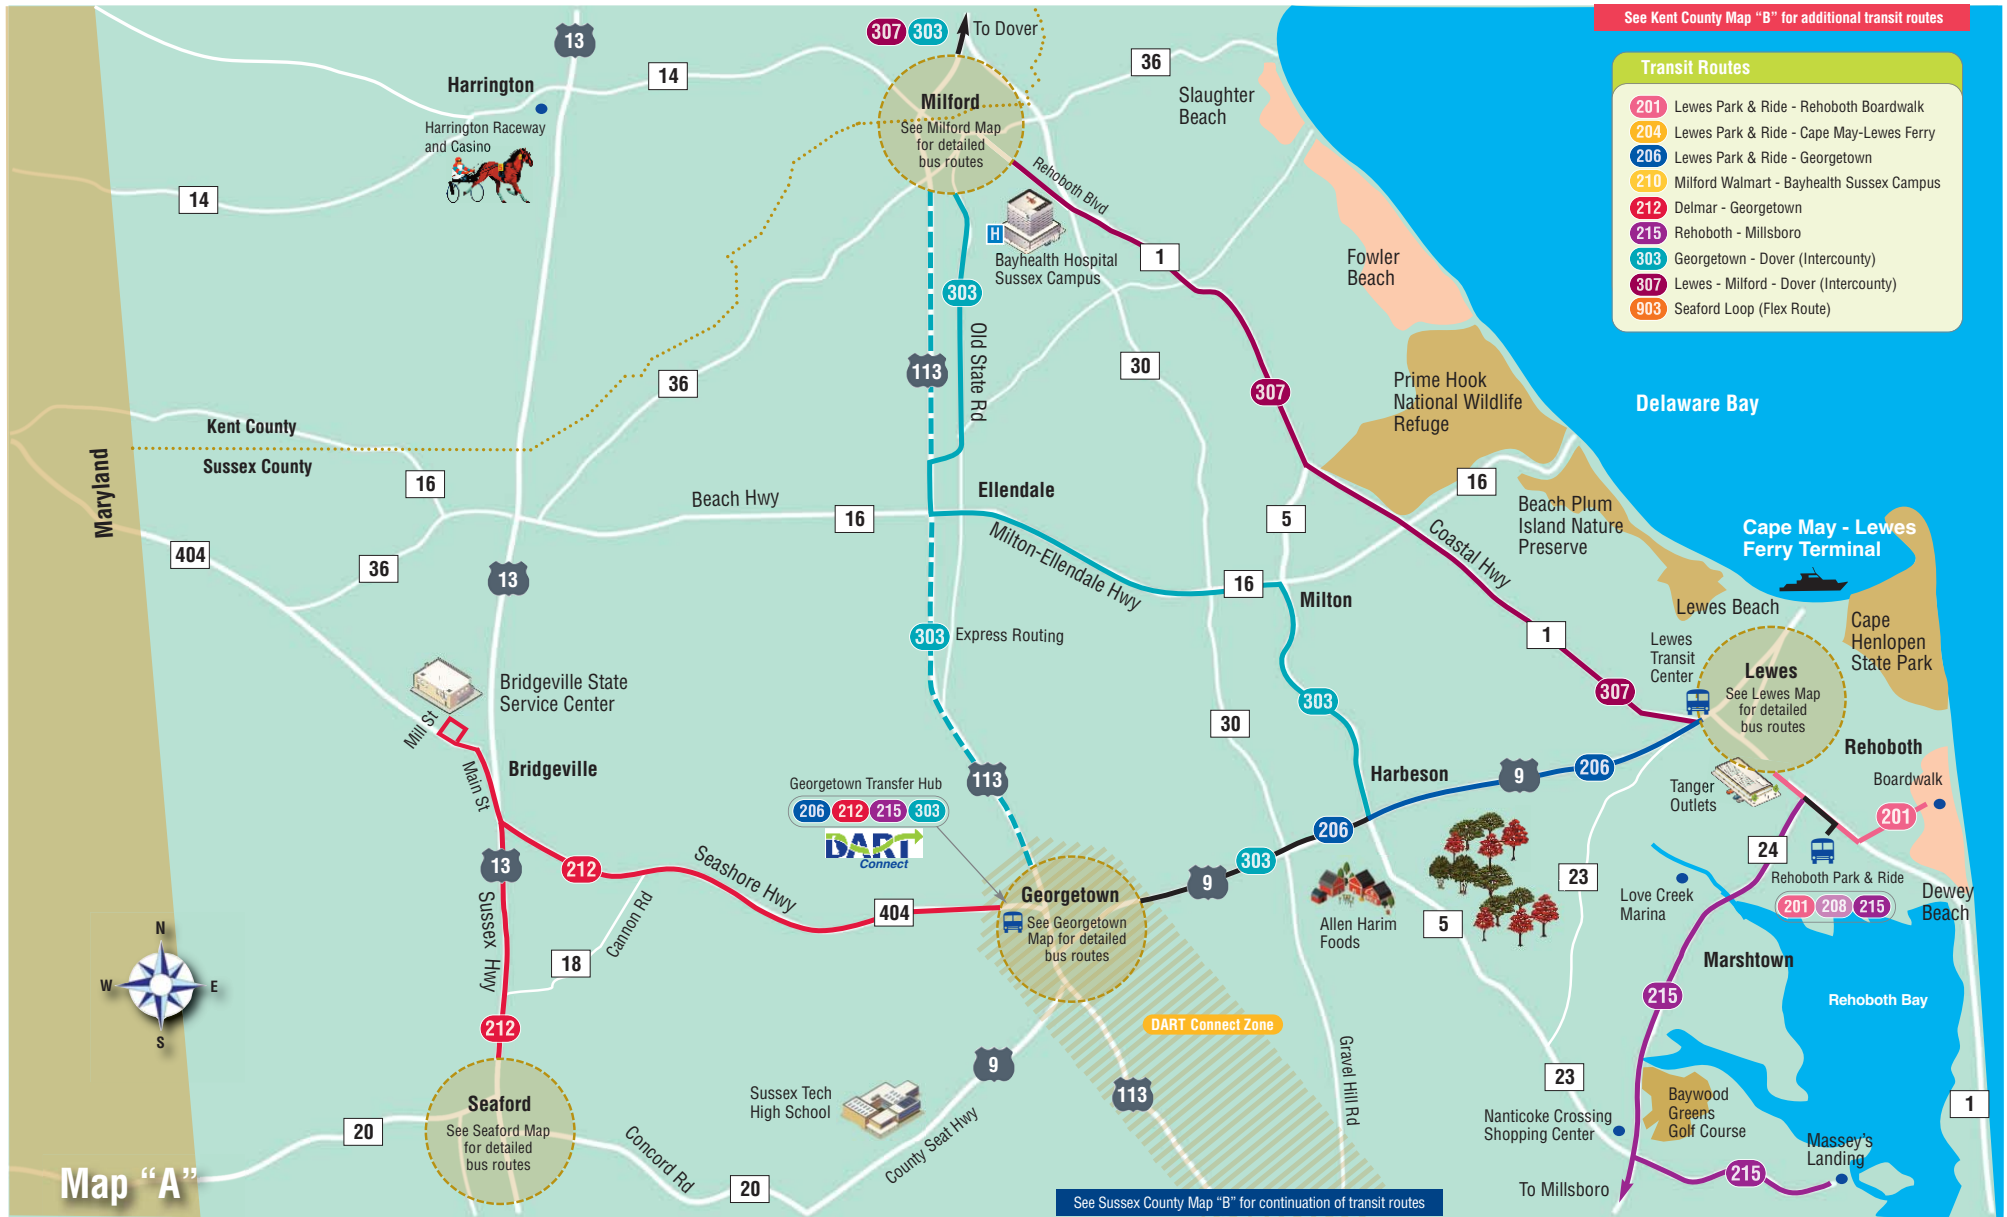 See Kent County Map “B” for additional transit routes
Transit Routes
201 Lewes Park & Ride - Rehoboth Boardwalk
204 Lewes Park & Ride - Cape May-Lewes Ferry
206 Lewes Park & Ride - Georgetown
210 Milford Walmart - Bayhealth Sussex Campus
212 Delmar - Georgetown
215 Rehoboth - Millsboro
303 Georgetown - Dover (Intercounty)
307 Lewes - Milford - Dover (Intercounty)
903 Seaford Loop (Flex Route)
307 303
To Dover
13
14
36
Harrington
Harrington Raceway
and Casino
14
Milford
See Milford Map
for detailed
bus routes
Slaughter
Beach
Rehoboth Blvd
H
Bayhealth Hospital
Sussex Campus
1
Fowler
Beach
303
Old State Rd
113
30
36
307
Prime Hook
National Wildlife
Refuge
Delaware Bay
Kent County
Sussex County
Maryland
16
Beach Hwy
16
Ellendale
Milton-Ellendale Hwy
5
16
Coastal Hwy
Beach Plum
Island Nature
Preserve
Cape May - Lewes
Ferry Terminal
404
36
13
16
Milton
Lewes Beach
Cape
Henlopen
State Park
303
Express Routing
1
Lewes
Transit
Center
Lewes
See Lewes Map
for detailed
bus routes
307
303
Bridgeville State
Service Center
Mill St
Main St
Bridgeville
30
113
Harbeson
9
206
Rehoboth
Boardwalk
Tanger
Outlets
201
Georgetown Transfer Hub
206 212 215 303
DART
Connect
206
303
9
13
212
Seashore Hwy
404
Georgetown
See Georgetown
Map for detailed
bus routes
Allen Harim
Foods
5
23
24
Love Creek
Marina
Rehoboth Park & Ride
201 208 215
Dewey
Beach
Sussex Hwy
Cannon Rd
18
212
N
W
E
S
Marshtown
215
Rehoboth Bay
DART Connect Zone
Gravel Hill Rd
9
113
23
Sussex Tech
High School
County Seat Hwy
Seaford
See Seaford Map
for detailed
bus routes
20
Concord Rd
20
Nanticoke Crossing
Shopping Center
Baywood
Greens
Golf Course
Massey’s
Landing
1
215
To Millsboro
Map “A”
See Sussex County Map “B” for continuation of transit routes